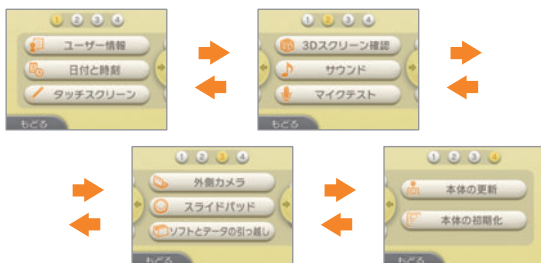 1 2 3 4
ユーザー情報
日付と時刻
タッチスクリーン
もどる
1 2 3 4
3Dスクリーン確認
サウンド
マイクテスト
もどる
1 2 3 4
外側カメラ
スライドパッド
ソフトとデータの引っ越し
もどる
1 2 3 4
本体の更新
本体の初期化
もどる